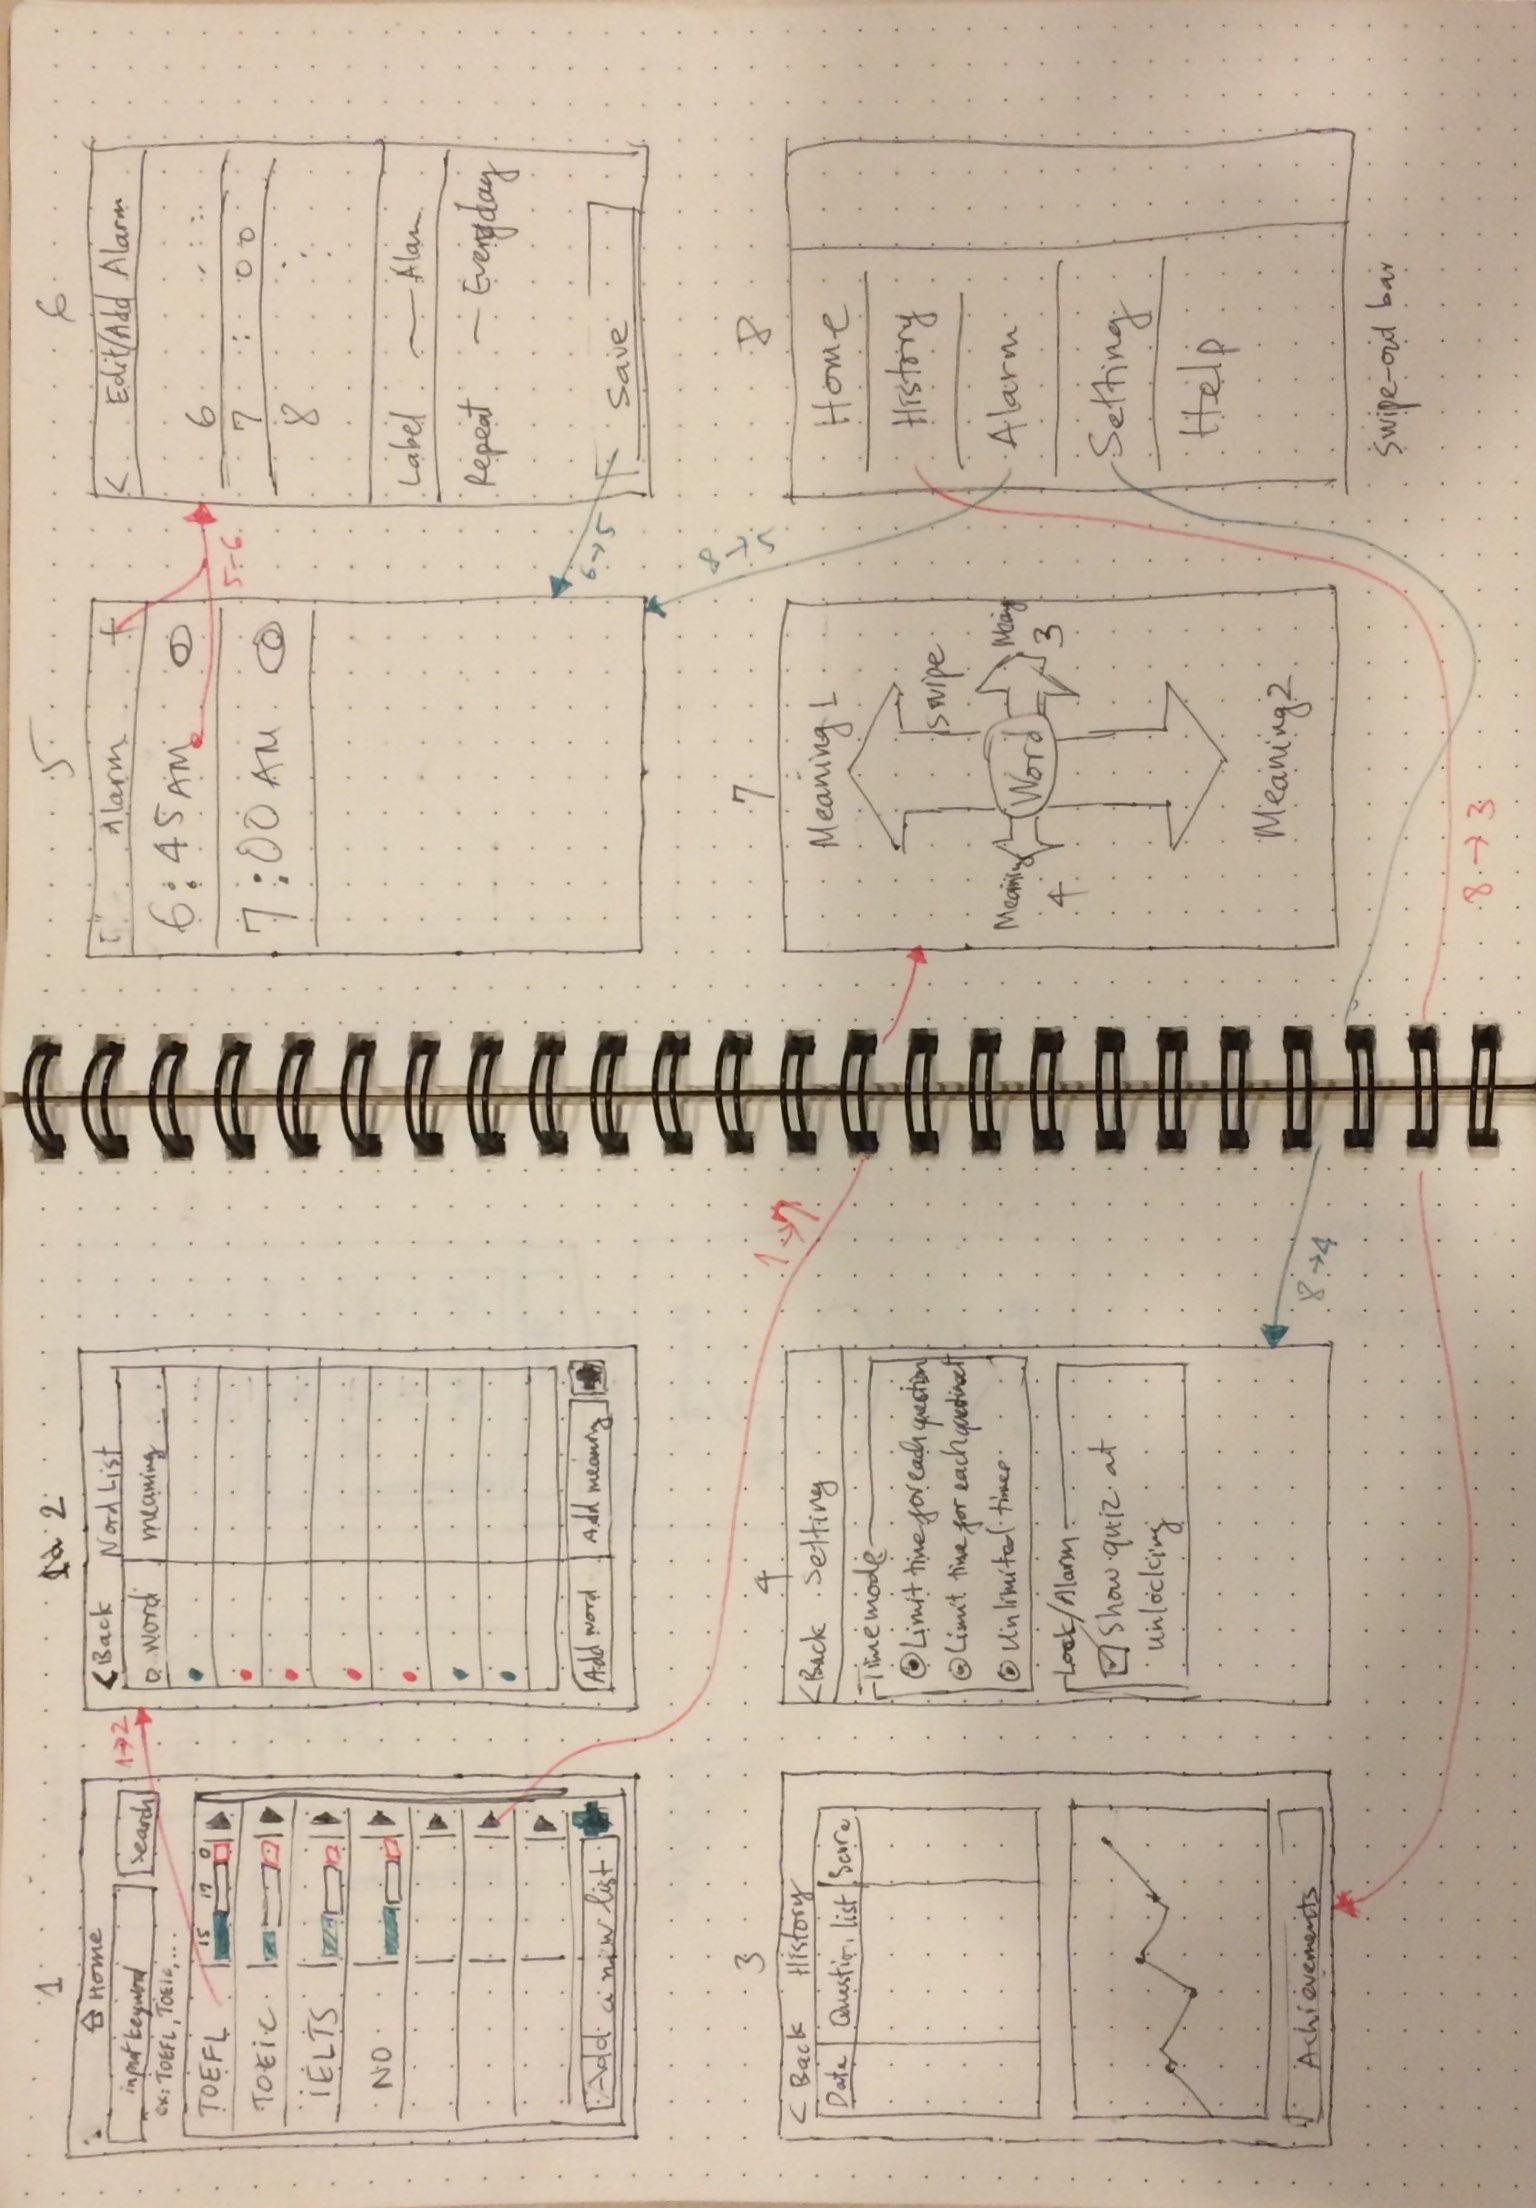 1
Home
input keyword
Search
ex: TOEFL, TOEIC, ...
15 17 0
TOEFL
TOEIC
IELTS
NO
Add a new list
1→2
2
< Back Word List
word meaning
Add word Add meaning
1→7
3
< Back History
Date Question list Score
Achievements
4
< Back Setting
Time mode
Limit time for each question
Limit time for each
Unlimited time
Lock/Alarm
Show quiz at
unlocking
8→4
5
Alarm +
6:45 AM
7:00 AM
5-6
6
< Edit/Add Alarm
6
7 : 00
8
Label — Alam
Repeat — Everyday
Save
6→5
8→5
7
Meaning 1
Swipe
Meaning
4
Word
3
Meaning 2
8
Home
History
Alarm
Setting
Help
Swipe-out bar
8→3